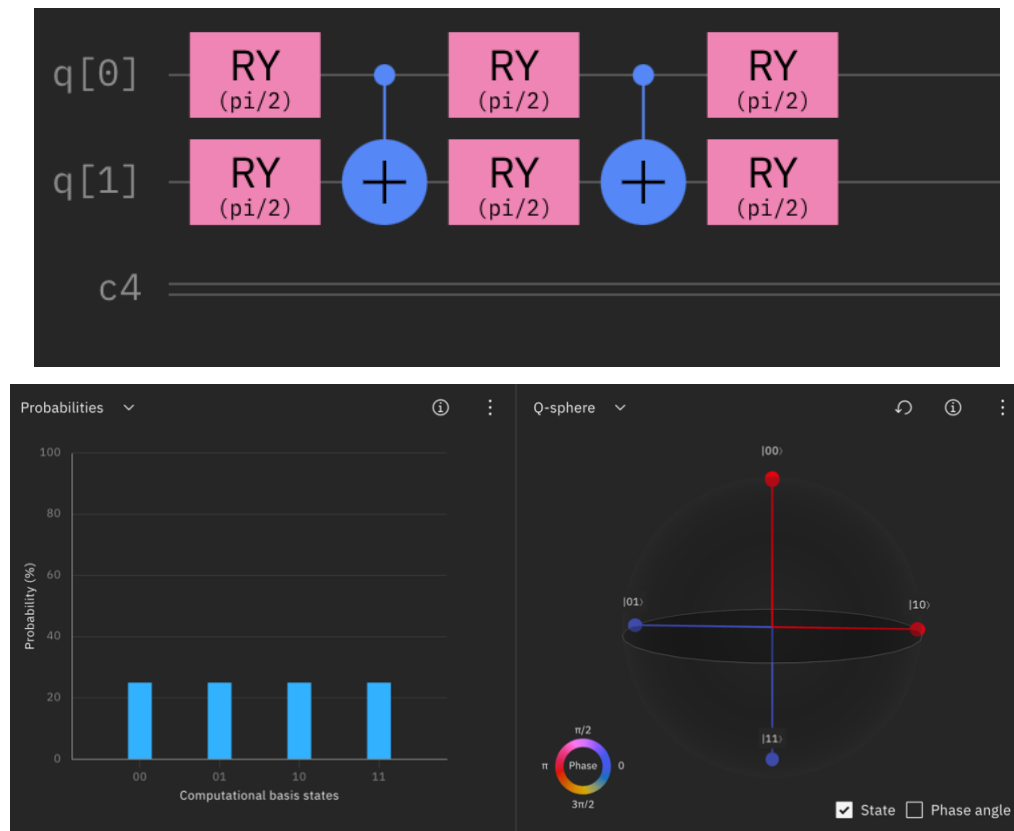 q[0] RY RY RY
(pi/2) (pi/2) (pi/2)
q[1] RY RY RY
(pi/2) (pi/2) (pi/2)
c4
Probabilities
Probability (%)
100
80
60
40
20
0
00 01 10 11
Computational basis states
Q-sphere
|00⟩
|01⟩
|10⟩
|11⟩
π/2
π Phase 0
3π/2
State Phase angle